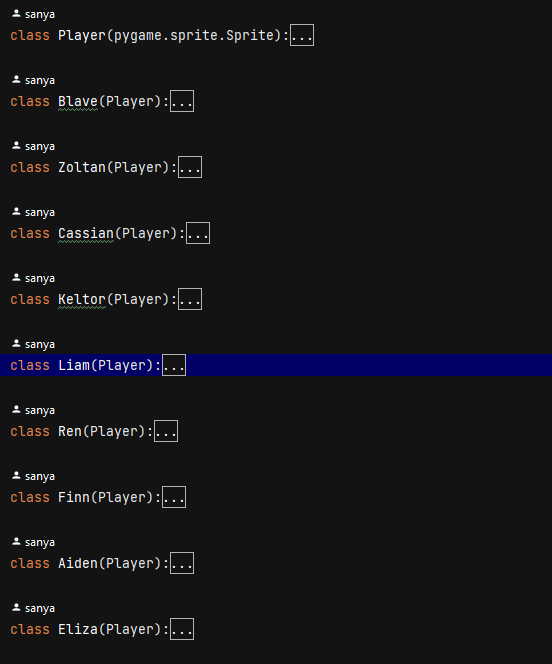 sanya
class Player(pygame.sprite.Sprite):...
sanya
class Blave(Player):...
sanya
class Zoltan(Player):...
sanya
class Cassian(Player):...
sanya
class Keltor(Player):...
sanya
class Liam(Player):...
sanya
class Ren(Player):...
sanya
class Finn(Player):...
sanya
class Aiden(Player):...
sanya
class Eliza(Player):...